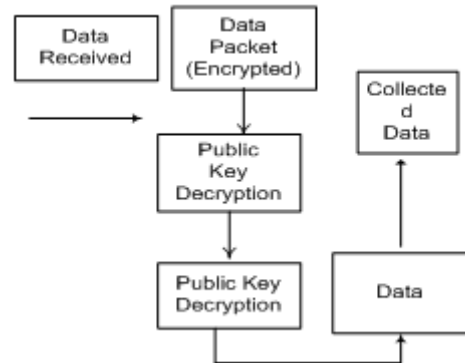 Data
Received
Data
Packet
(Encrypted)
Public
Key
Decryption
Public Key
Decryption
Data
Collecte
d
Data